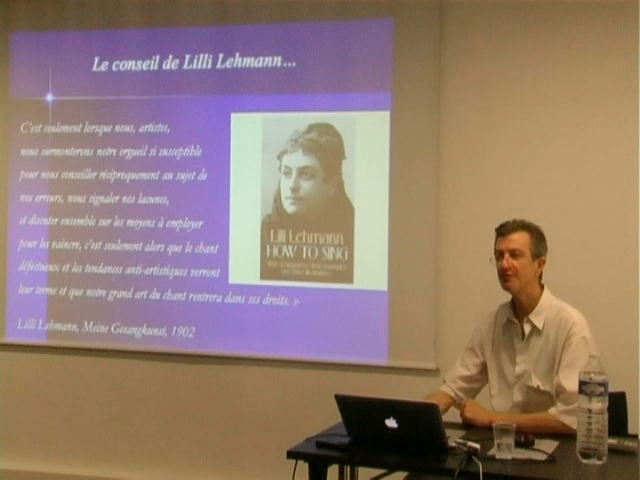 Le conseil de Lilli Lehmann...
C'est seulement lorsque nous, artistes,
nous surmonterons notre orgueil si susceptible
pour nous conseiller réciproquement au sujet de
nos erreurs, nous signaler nos lacunes,
et discuter ensemble sur les moyens à employer
pour les vaincre, c'est seulement alors que le chant
défectueux et les tendances anti-artistiques verront
leur terme et que notre grand art du chant rentrera dans ses droits. »
Lilli Lehmann, Meine Gesangkunst, 1902
Lilli Lehmann
HOW TO SING